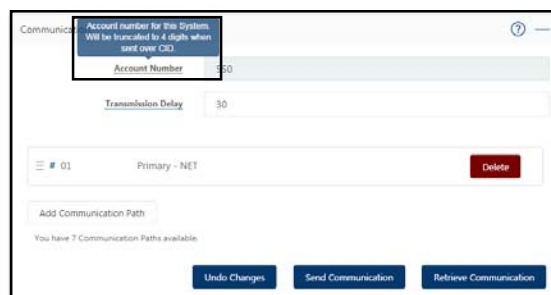 Communication
Account number for this System.
Will be truncated to 4 digits when
sent over CID.
Account Number
Transmission Delay 30
# 01 Primary - NET Delete
Add Communication Path
You have 7 Communication Paths available.
Undo Changes Send Communication Retrieve Communication